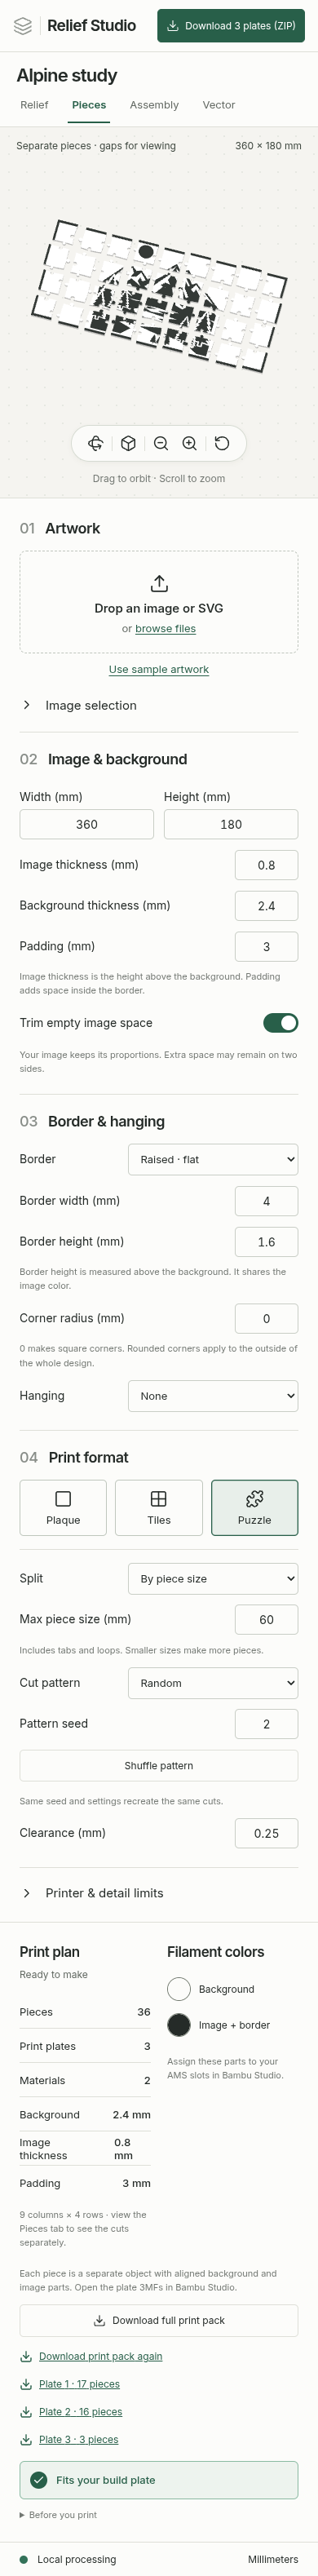 Relief Studio
Download 3 plates (ZIP)
Alpine study
Relief Pieces Assembly Vector
Separate pieces · gaps for viewing 360 × 180 mm
Drag to orbit · Scroll to zoom
01 Artwork
Drop an image or SVG
or browse files
Use sample artwork
Image selection
02 Image & background
Width (mm) Height (mm)
360 180
Image thickness (mm) 0.8
Background thickness (mm) 2.4
Padding (mm) 3
Image thickness is the height above the background. Padding
adds space inside the border.
Trim empty image space
Your image keeps its proportions. Extra space may remain on two
sides.
03 Border & hanging
Border Raised · flat
Border width (mm) 4
Border height (mm) 1.6
Border height is measured above the background. It shares the
image color.
Corner radius (mm) 0
0 makes square corners. Rounded corners apply to the outside of
the whole design.
Hanging None
04 Print format
Plaque Tiles Puzzle
Split By piece size
Max piece size (mm) 60
Includes tabs and loops. Smaller sizes make more pieces.
Cut pattern Random
Pattern seed 2
Shuffle pattern
Same seed and settings recreate the same cuts.
Clearance (mm) 0.25
Printer & detail limits
Print plan
Ready to make
Pieces 36
Print plates 3
Materials 2
Background 2.4 mm
Image
thickness
0.8
mm
Padding 3 mm
9 columns × 4 rows · view the
Pieces tab to see the cuts
separately.
Filament colors
Background
Image + border
Assign these parts to your
AMS slots in Bambu Studio.
Each piece is a separate object with aligned background and
image parts. Open the plate 3MFs in Bambu Studio.
Download full print pack
Download print pack again
Plate 1 · 17 pieces
Plate 2 · 16 pieces
Plate 3 · 3 pieces
Fits your build plate
Before you print
Local processing Millimeters